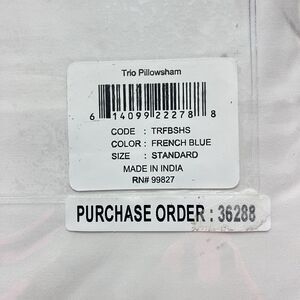 Trio Pillowsham
6 14099 22278 8
CODE : TRFBSHS
COLOR : FRENCH BLUE
SIZE : STANDARD
MADE IN INDIA
RN# 99827
PURCHASE ORDER : 36288